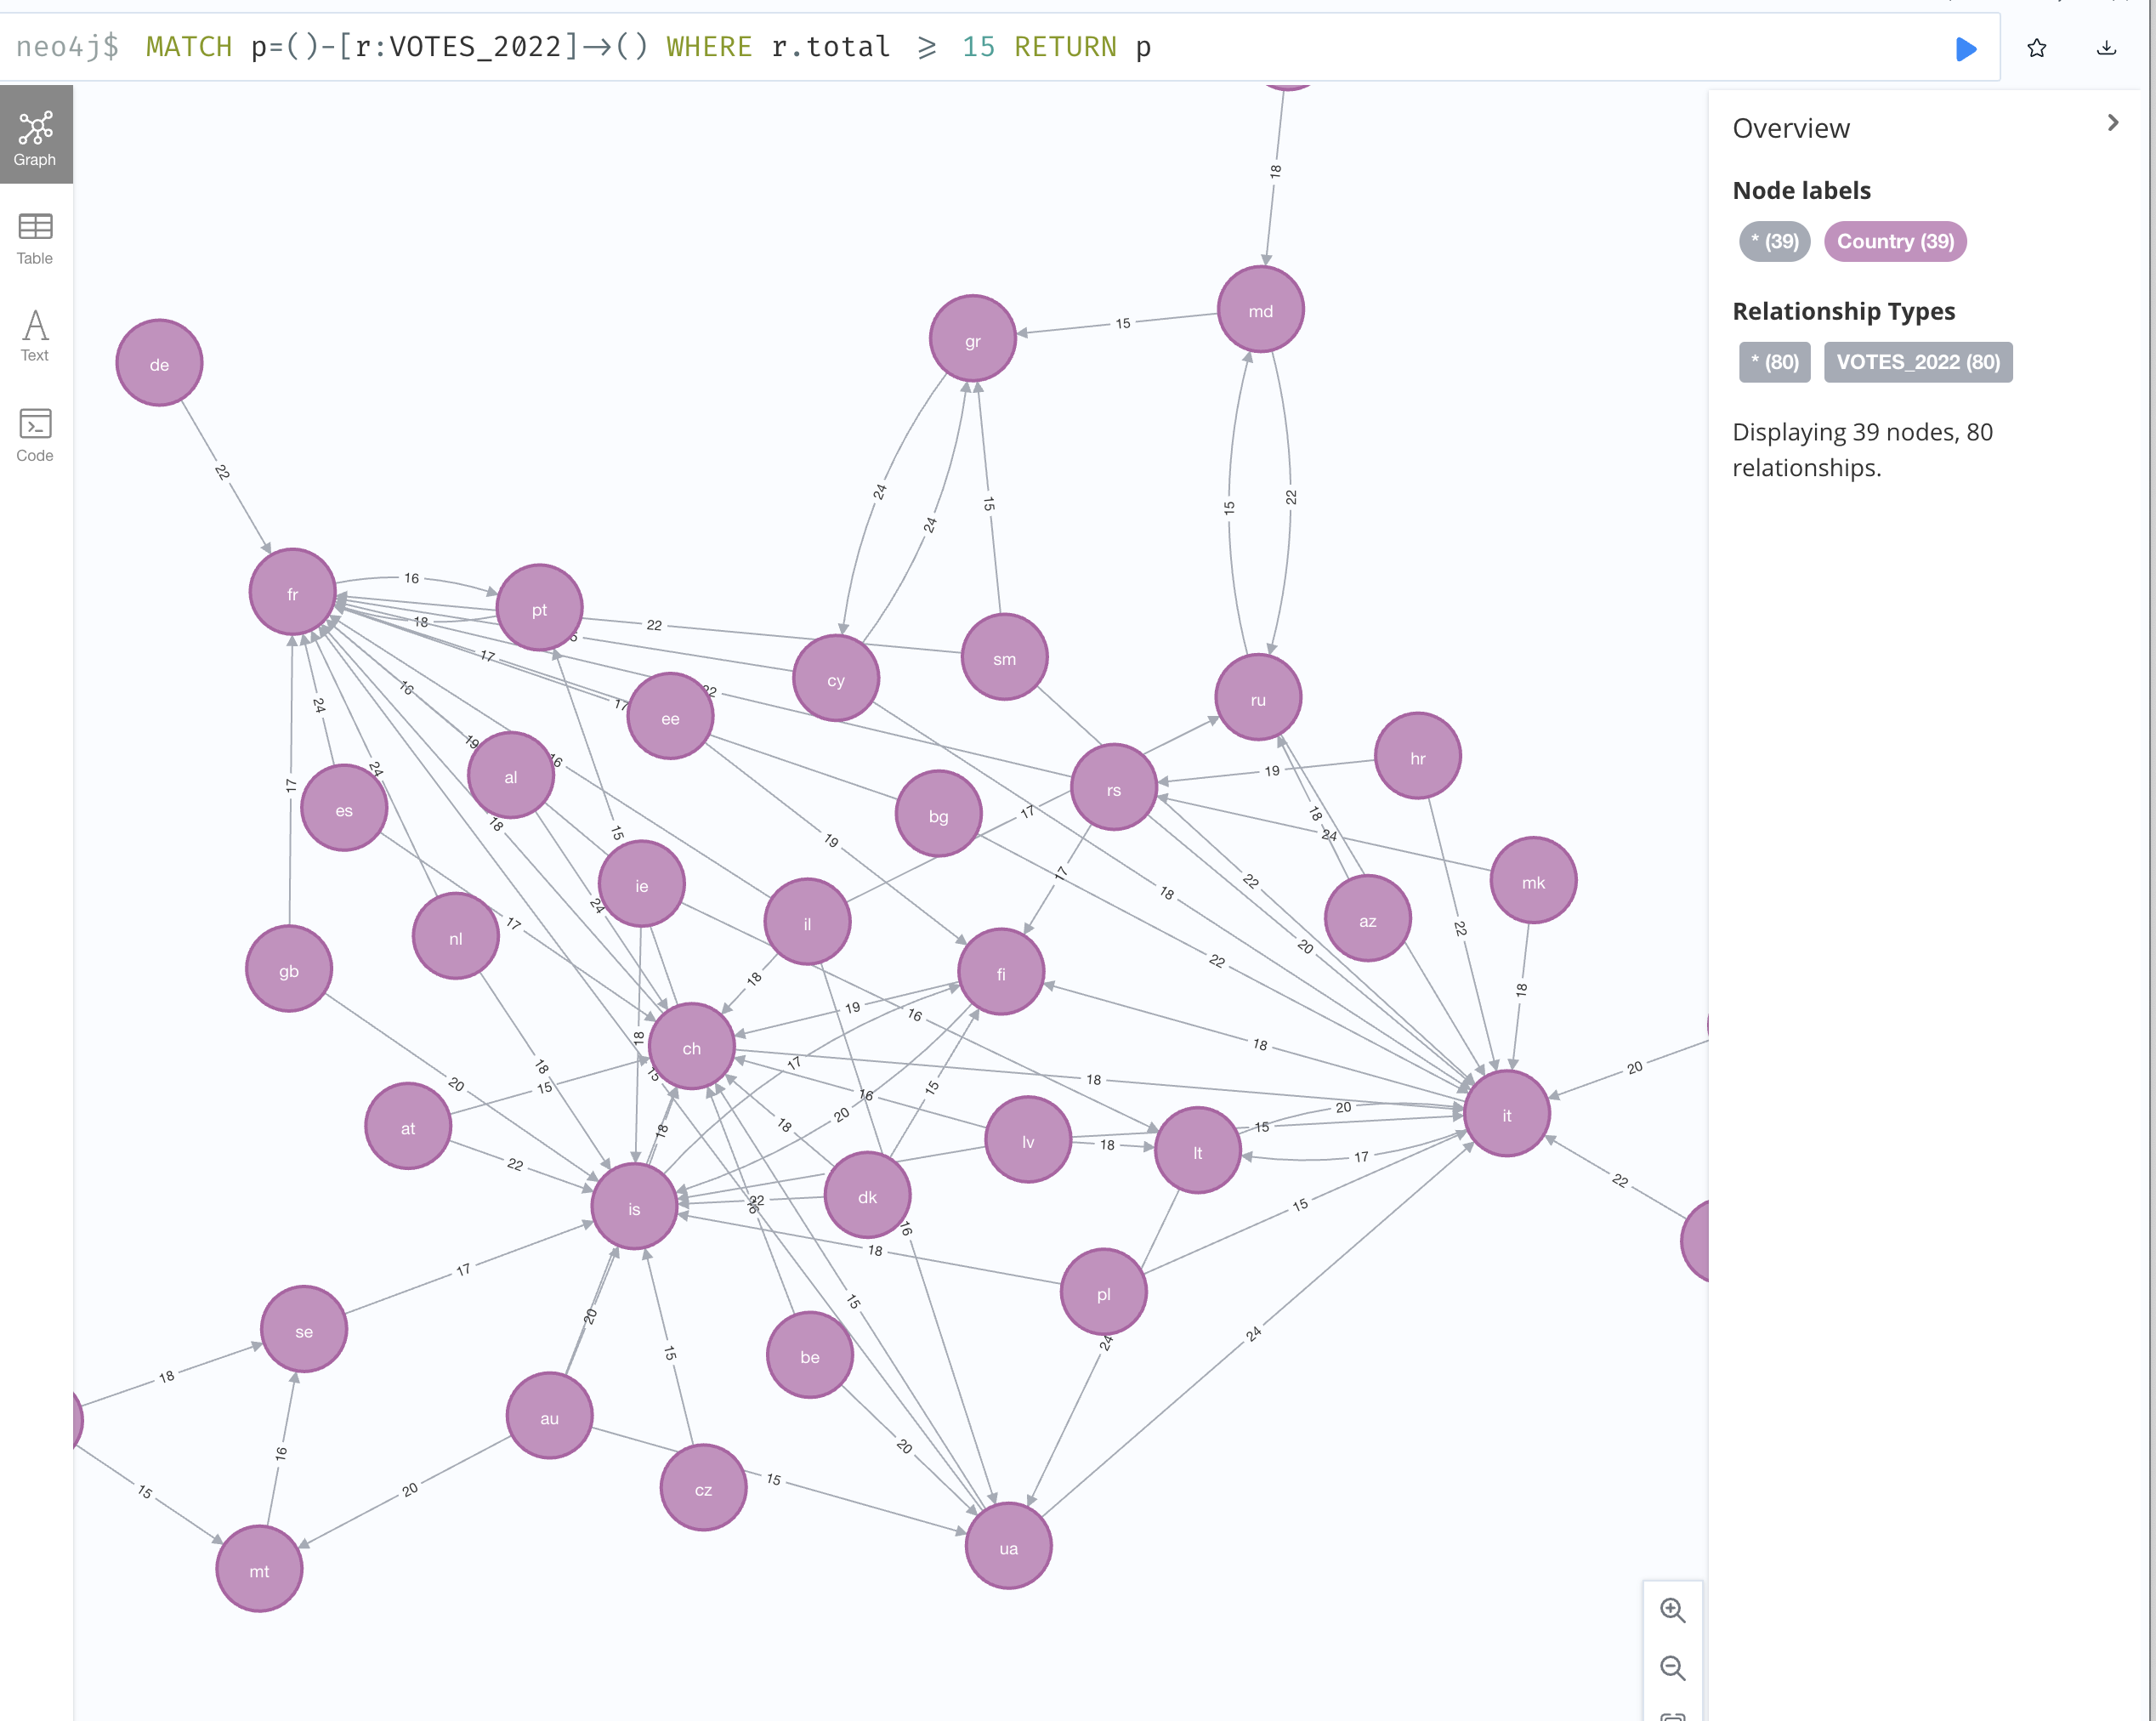 neo4j$ MATCH p=()-[r:VOTES_2022]→() WHERE r.total ⩾ 15 RETURN p
Graph
Table
Text
Code
Overview
Node labels
* (39) Country (39)
Relationship Types
* (80) VOTES_2022 (80)
Displaying 39 nodes, 80
relationships.
18
md
15
gr
de
22
24
24
15
15
22
fr
16
pt
18
22
17
sm
cy
22
17
ee
ru
16
24
19
al
16
24
hr
19
rs
17
es
18
15
bg
17
19
18
24
mk
17
22
18
ie
24
il
17
az
nl
22
20
22
gb
18
fi
18
18
19
16
18
ch
17
18
18
20
15
15
20
at
16
18
20
15
lv
18
lt
15
20
17
it
22
18
22
is
22
dk
15
16
18
17
15
pl
se
20
15
be
24
24
18
au
20
16
15
20
cz
15
ua
mt